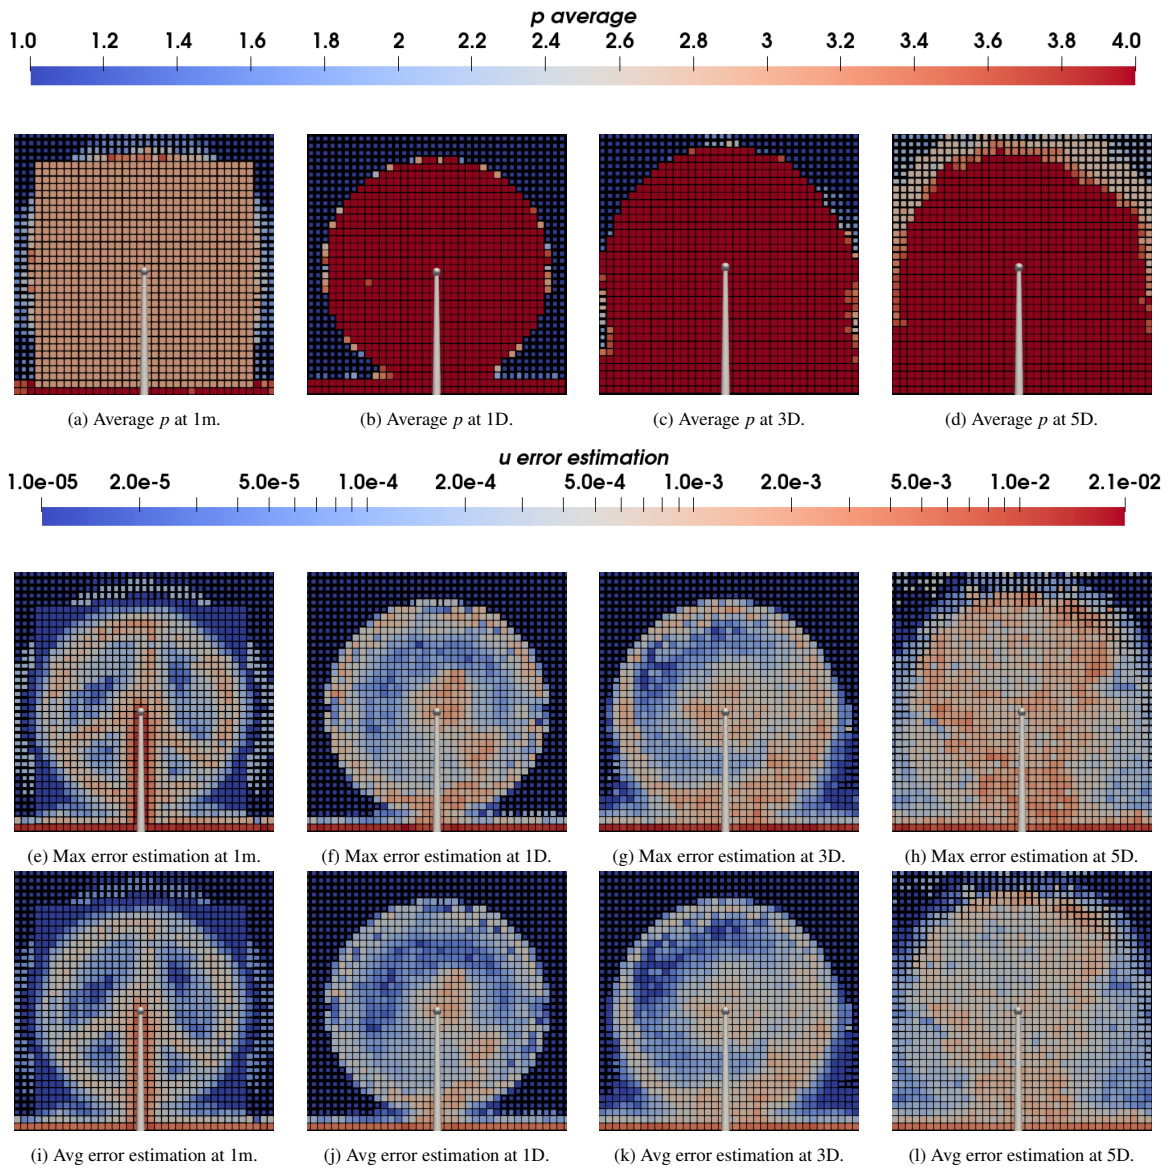 p average
1.0 1.2 1.4 1.6 1.8 2 2.2 2.4 2.6 2.8 3 3.2 3.4 3.6 3.8 4.0
(a) Average p at 1m. (b) Average p at 1D. (c) Average p at 3D. (d) Average p at 5D.
u error estimation
1.0e-05 2.0e-5 5.0e-5 1.0e-4 2.0e-4 5.0e-4 1.0e-3 2.0e-3 5.0e-3 1.0e-2 2.1e-02
(e) Max error estimation at 1m. (f) Max error estimation at 1D. (g) Max error estimation at 3D. (h) Max error estimation at 5D.
(i) Avg error estimation at 1m. (j) Avg error estimation at 1D. (k) Avg error estimation at 3D. (l) Avg error estimation at 5D.